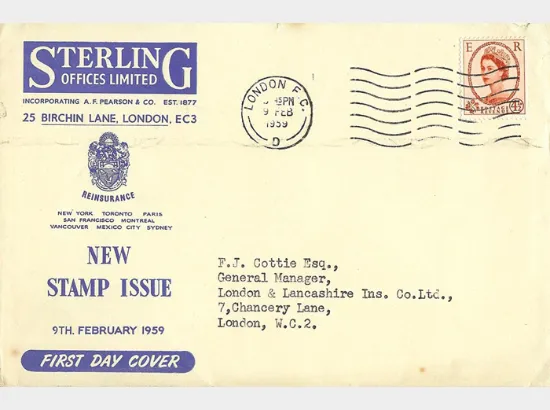 STERLING
OFFICES LIMITED
INCORPORATING A. F. PEARSON & CO. EST. 1877
25 BIRCHIN LANE, LONDON, EC3
REINSURANCE
NEW YORK TORONTO PARIS
SAN FRANCISCO MONTREAL
VANCOUVER MEXICO CITY SYDNEY
NEW
STAMP ISSUE
9TH. FEBRUARY 1959
FIRST DAY COVER
LONDON F.C.
PM
9 FEB
1959
D
E R
F.J. Cottie Esq.,
General Manager,
London & Lancashire Ins. Co.Ltd.,
7,Chancery Lane,
London, W.C.2.